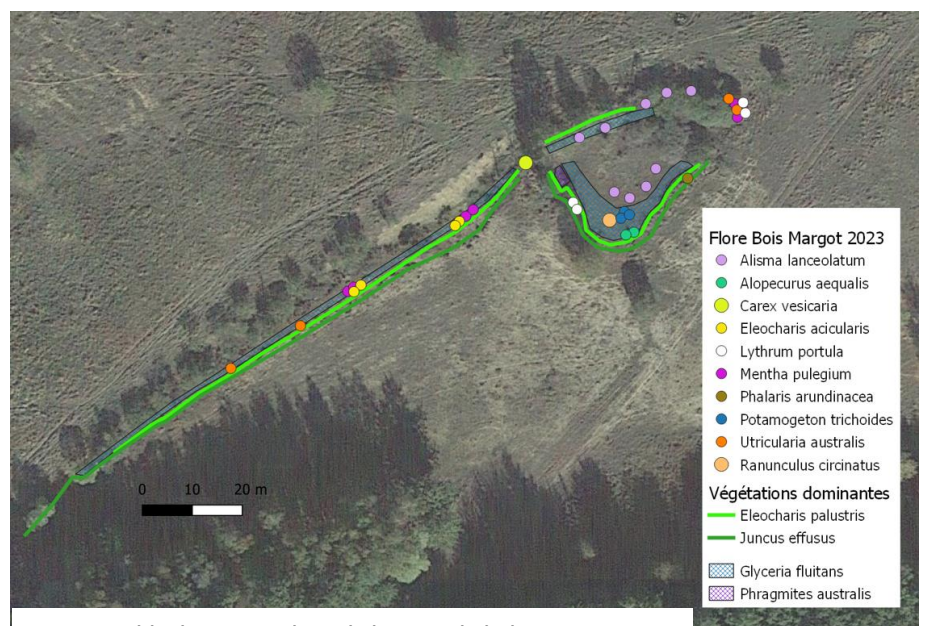 Flore Bois Margot 2023
Alisma lanceolatum
Alopecurus aequalis
Carex vesicaria
Eleocharis acicularis
Lythrum portula
Mentha pulegium
Phalaris arundinacea
Potamogeton trichoides
Utricularia australis
Ranunculus circinatus
Végétations dominantes
Eleocharis palustris
Juncus effusus
Glyceria fluitans
Phragmites australis
0 10 20 m